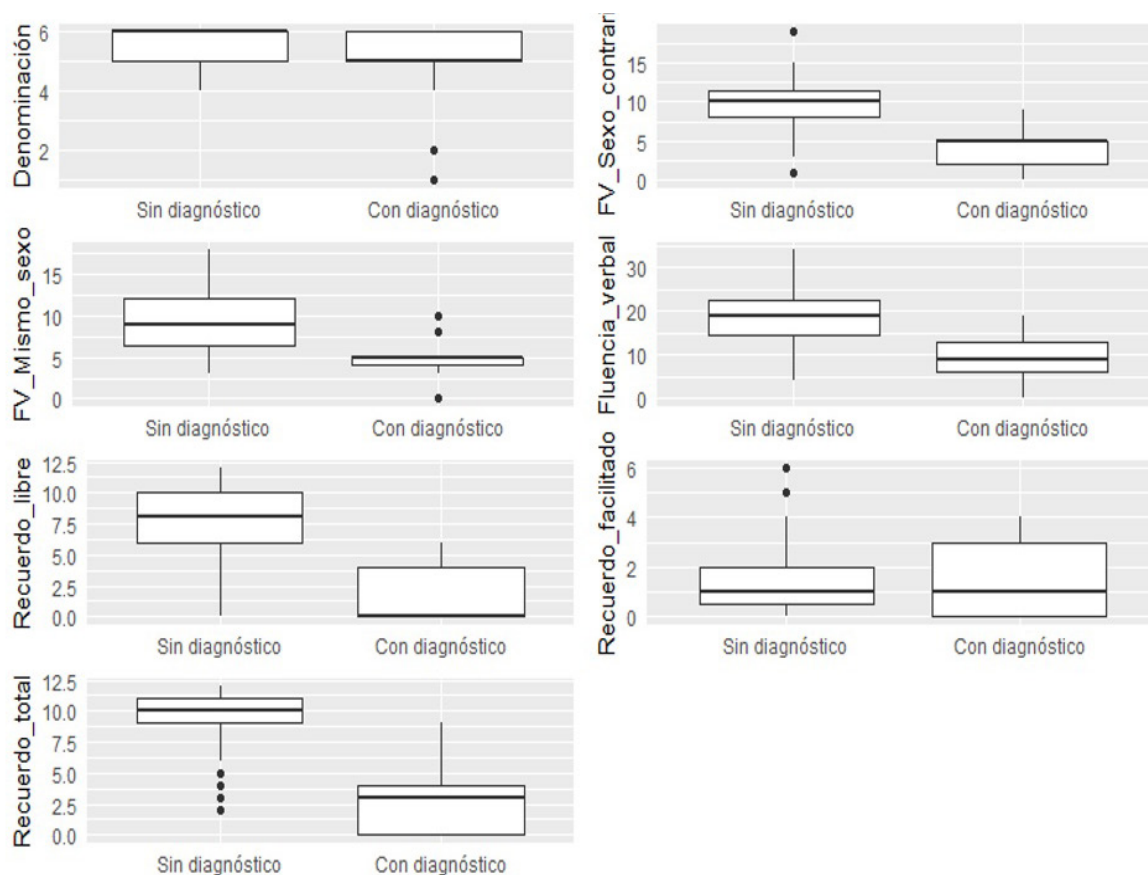 Denominación
6
4
2
Sin diagnóstico
Con diagnóstico
FV_Sexo_contrari
15
10
5
0
Sin diagnóstico
Con diagnóstico
FV_Mismo_sexo
15
10
5
0
Sin diagnóstico
Con diagnóstico
Fluencia_verbal
30
20
10
0
Sin diagnóstico
Con diagnóstico
Recuerdo_libre
12.5
10.0
7.5
5.0
2.5
0.0
Sin diagnóstico
Con diagnóstico
Recuerdo_facilitado
6
4
2
0
Sin diagnóstico
Con diagnóstico
Recuerdo_total
12.5
10.0
7.5
5.0
2.5
0.0
Sin diagnóstico
Con diagnóstico